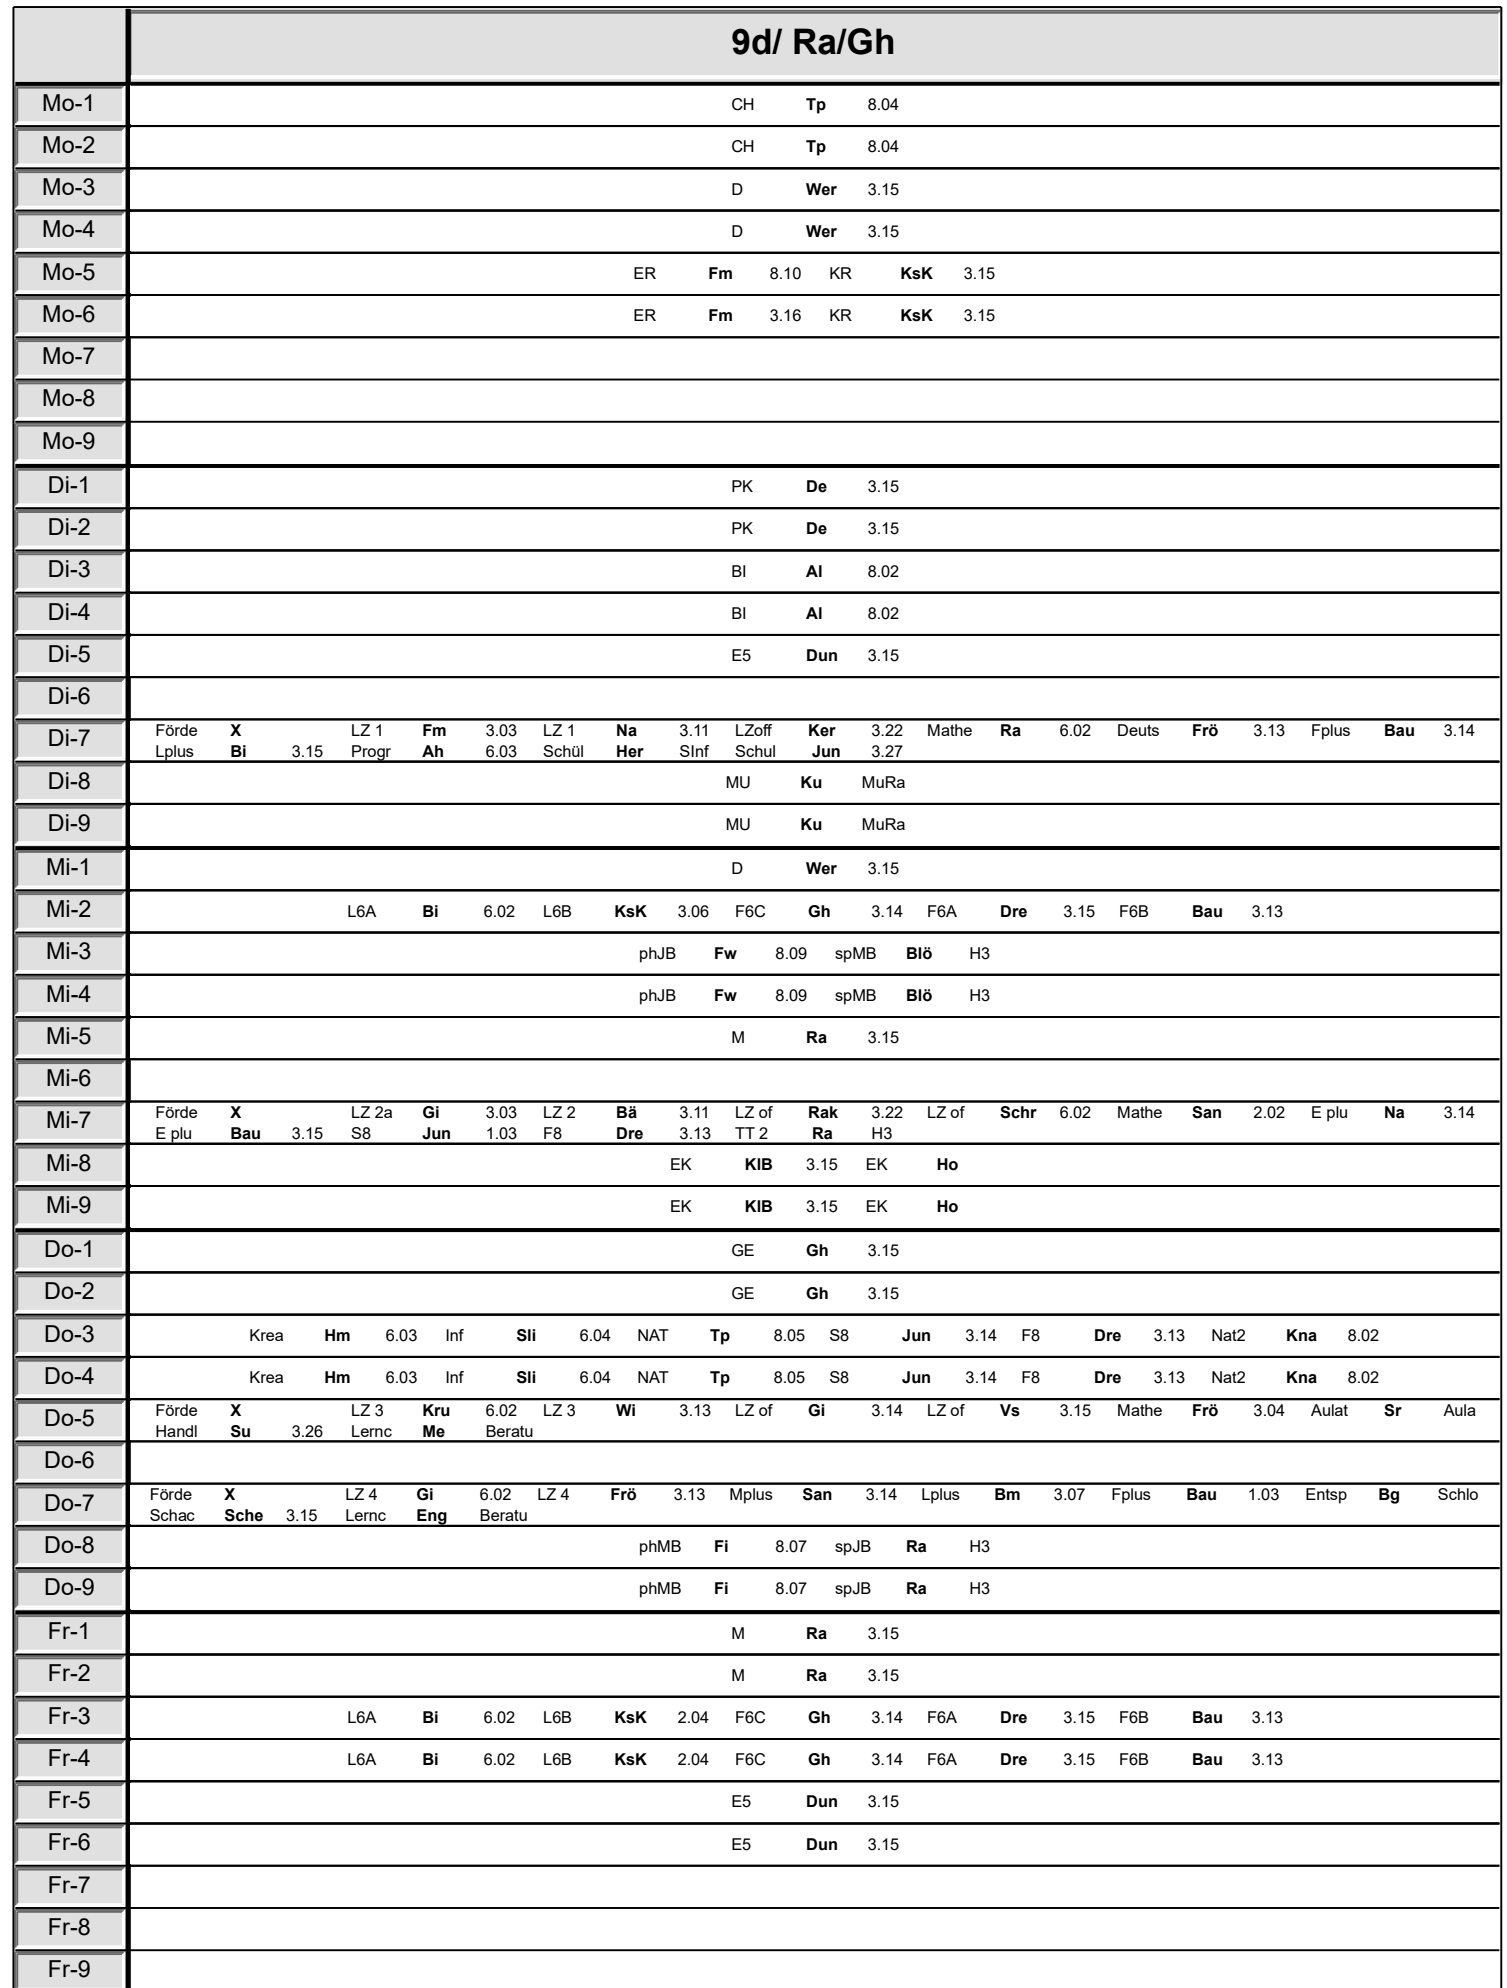 9d/ Ra/Gh
Mo-1 CH Tp 8.04
Mo-2 CH Tp 8.04
Mo-3 D Wer 3.15
Mo-4 D Wer 3.15
Mo-5 ER Fm 8.10 KR KsK 3.15
Mo-6 ER Fm 3.16 KR KsK 3.15
Mo-7
Mo-8
Mo-9
Di-1 PK De 3.15
Di-2 PK De 3.15
Di-3 BI Al 8.02
Di-4 BI Al 8.02
Di-5 E5 Dun 3.15
Di-6
Di-7 Förde X LZ 1 Fm 3.03 LZ 1 Na 3.11 LZoff Ker 3.22 Mathe Ra 6.02 Deuts Frö 3.13 Fplus Bau 3.14
Lplus Bi 3.15 Progr Ah 6.03 Schül Her SInf Schul Jun 3.27
Di-8 MU Ku MuRa
Di-9 MU Ku MuRa
Mi-1 D Wer 3.15
Mi-2 L6A Bi 6.02 L6B KsK 3.06 F6C Gh 3.14 F6A Dre 3.15 F6B Bau 3.13
Mi-3 phJB Fw 8.09 spMB Blö H3
Mi-4 phJB Fw 8.09 spMB Blö H3
Mi-5 M Ra 3.15
Mi-6
Mi-7 Förde X LZ 2a Gi 3.03 LZ 2 Bä 3.11 LZ of Rak 3.22 LZ of Schr 6.02 Mathe San 2.02 E plu Na 3.14
E plu Bau 3.15 S8 Jun 1.03 F8 Dre 3.13 TT 2 Ra H3
Mi-8 EK KlB 3.15 EK Ho
Mi-9 EK KlB 3.15 EK Ho
Do-1 GE Gh 3.15
Do-2 GE Gh 3.15
Do-3 Krea Hm 6.03 Inf Sli 6.04 NAT Tp 8.05 S8 Jun 3.14 F8 Dre 3.13 Nat2 Kna 8.02
Do-4 Krea Hm 6.03 Inf Sli 6.04 NAT Tp 8.05 S8 Jun 3.14 F8 Dre 3.13 Nat2 Kna 8.02
Do-5 Förde X LZ 3 Kru 6.02 LZ 3 Wi 3.13 LZ of Gi 3.14 LZ of Vs 3.15 Mathe Frö 3.04 Aulat Sr Aula
Handl Su 3.26 Lernc Me Beratu
Do-6
Do-7 Förde X LZ 4 Gi 6.02 LZ 4 Frö 3.13 Mplus San 3.14 Lplus Bm 3.07 Fplus Bau 1.03 Entsp Bg Schlo
Schac Sche 3.15 Lernc Eng Beratu
Do-8 phMB Fi 8.07 spJB Ra H3
Do-9 phMB Fi 8.07 spJB Ra H3
Fr-1 M Ra 3.15
Fr-2 M Ra 3.15
Fr-3 L6A Bi 6.02 L6B KsK 2.04 F6C Gh 3.14 F6A Dre 3.15 F6B Bau 3.13
Fr-4 L6A Bi 6.02 L6B KsK 2.04 F6C Gh 3.14 F6A Dre 3.15 F6B Bau 3.13
Fr-5 E5 Dun 3.15
Fr-6 E5 Dun 3.15
Fr-7
Fr-8
Fr-9